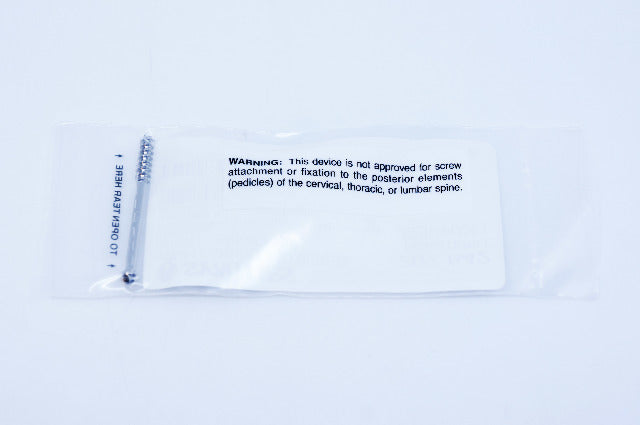 WARNING: This device is not approved for screw
attachment or fixation to the posterior elements
(pedicles) of the cervical, thoracic, or lumbar spine.
TO OPEN TEAR HERE